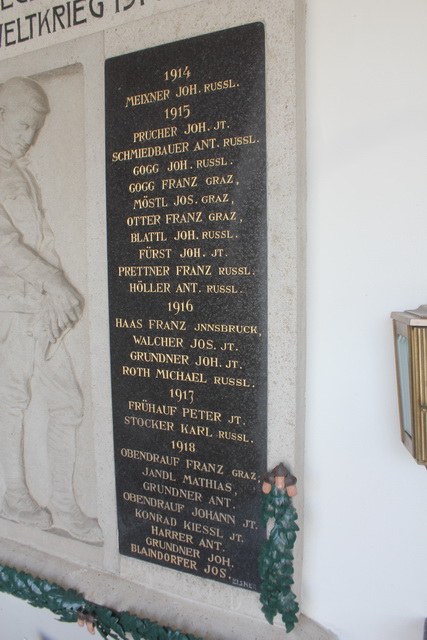 WELTKRIEG
1914
MEIXNER JOH. RUSSL.
1915
PRUCHER JOH. JT.
SCHMIEDBAUER ANT. RUSSL.
GOGG JOH. RUSSL.
GOGG FRANZ GRAZ,
MÖSTL JOS. GRAZ,
OTTER FRANZ GRAZ,
BLATTL JOH. RUSSL.
FÜRST JOH. JT.
PRETTNER FRANZ RUSSL.
HÖLLER ANT. RUSSL.
1916
HAAS FRANZ JNNSBRUCK,
WALCHER JOS. JT.
GRUNDNER JOH. JT.
ROTH MICHAEL RUSSL.
1917
FRÜHAUF PETER JT.
STOCKER KARL RUSSL.
1918
OBENDRAUF FRANZ GRAZ,
JANDL MATHIAS,
GRUNDNER ANT.
OBENDRAUF JOHANN JT.
KONRAD KIESSL JT.
HARRER ANT.
GRUNDNER JOH.
BLAINDORFER JOS.